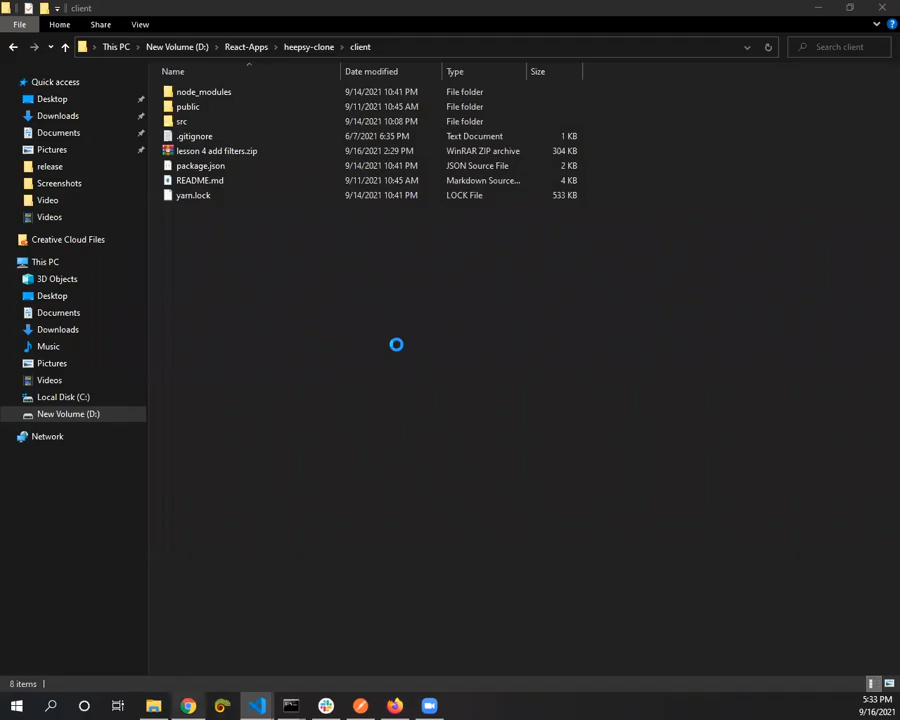 client
File Home Share View
This PC New Volume (D:) React-Apps heepsy-clone client Search client
Name Date modified Type Size
Quick access
Desktop
Downloads
Documents
Pictures
release
Screenshots
Video
Videos
Creative Cloud Files
This PC
3D Objects
Desktop
Documents
Downloads
Music
Pictures
Videos
Local Disk (C:)
New Volume (D:)
Network
node_modules 9/14/2021 10:41 PM File folder
public 9/11/2021 10:45 AM File folder
src 9/14/2021 10:08 PM File folder
.gitignore 6/7/2021 6:35 PM Text Document 1 KB
lesson 4 add filters.zip 9/16/2021 2:29 PM WinRAR ZIP archive 304 KB
package.json 9/14/2021 10:41 PM JSON Source File 2 KB
README.md 9/11/2021 10:45 AM Markdown Source... 4 KB
yarn.lock 9/14/2021 10:41 PM LOCK File 533 KB
8 items
5:33 PM
9/16/2021